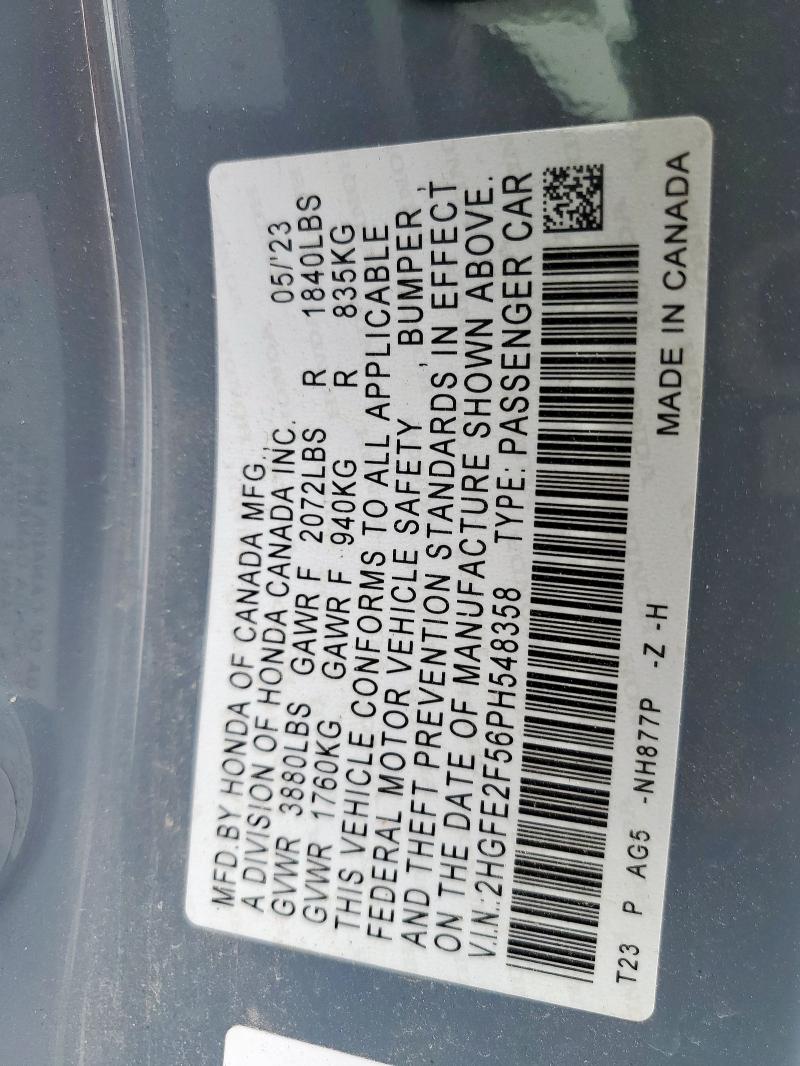 MFD.BY HONDA OF CANADA MFG.,
A DIVISION OF HONDA CANADA INC. 05/'23
GVWR 3880LBS GAWR F 2072LBS R 1840LBS
GVWR 1760KG GAWR F 940KG R 835KG
THIS VEHICLE CONFORMS TO ALL APPLICABLE
FEDERAL MOTOR VEHICLE SAFETY , BUMPER ,
AND THEFT PREVENTION STANDARDS IN EFFECT
ON THE DATE OF MANUFACTURE SHOWN ABOVE.
V.I.N.:2HGFE2F56PH548358 TYPE: PASSENGER CAR
T23 P AG5 -NH877P -Z -H MADE IN CANADA